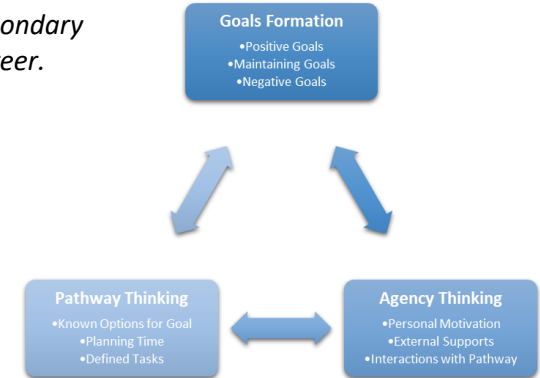 ondary
eer.
Goals Formation
•Positive Goals
•Maintaining Goals
•Negative Goals
Pathway Thinking
•Known Options for Goal
•Planning Time
•Defined Tasks
Agency Thinking
•Personal Motivation
•External Supports
•Interactions with Pathway